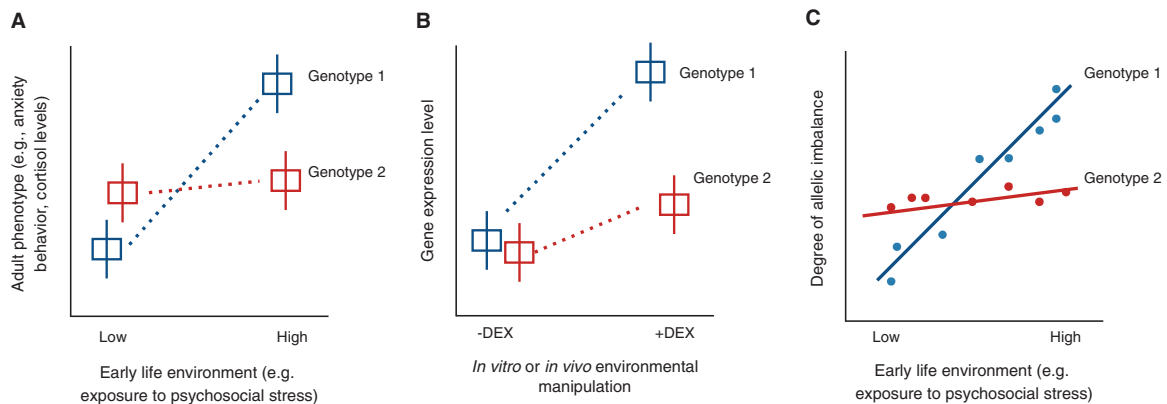 A
Adult phenotype (e.g., anxiety
behavior, cortisol levels)
Genotype 1
Genotype 2
Low
High
Early life environment (e.g.
exposure to psychosocial stress)
B
Gene expression level
Genotype 1
Genotype 2
-DEX
+DEX
In vitro or in vivo environmental
manipulation
C
Degree of allelic imbalance
Genotype 1
Genotype 2
Low
High
Early life environment (e.g.
exposure to psychosocial stress)